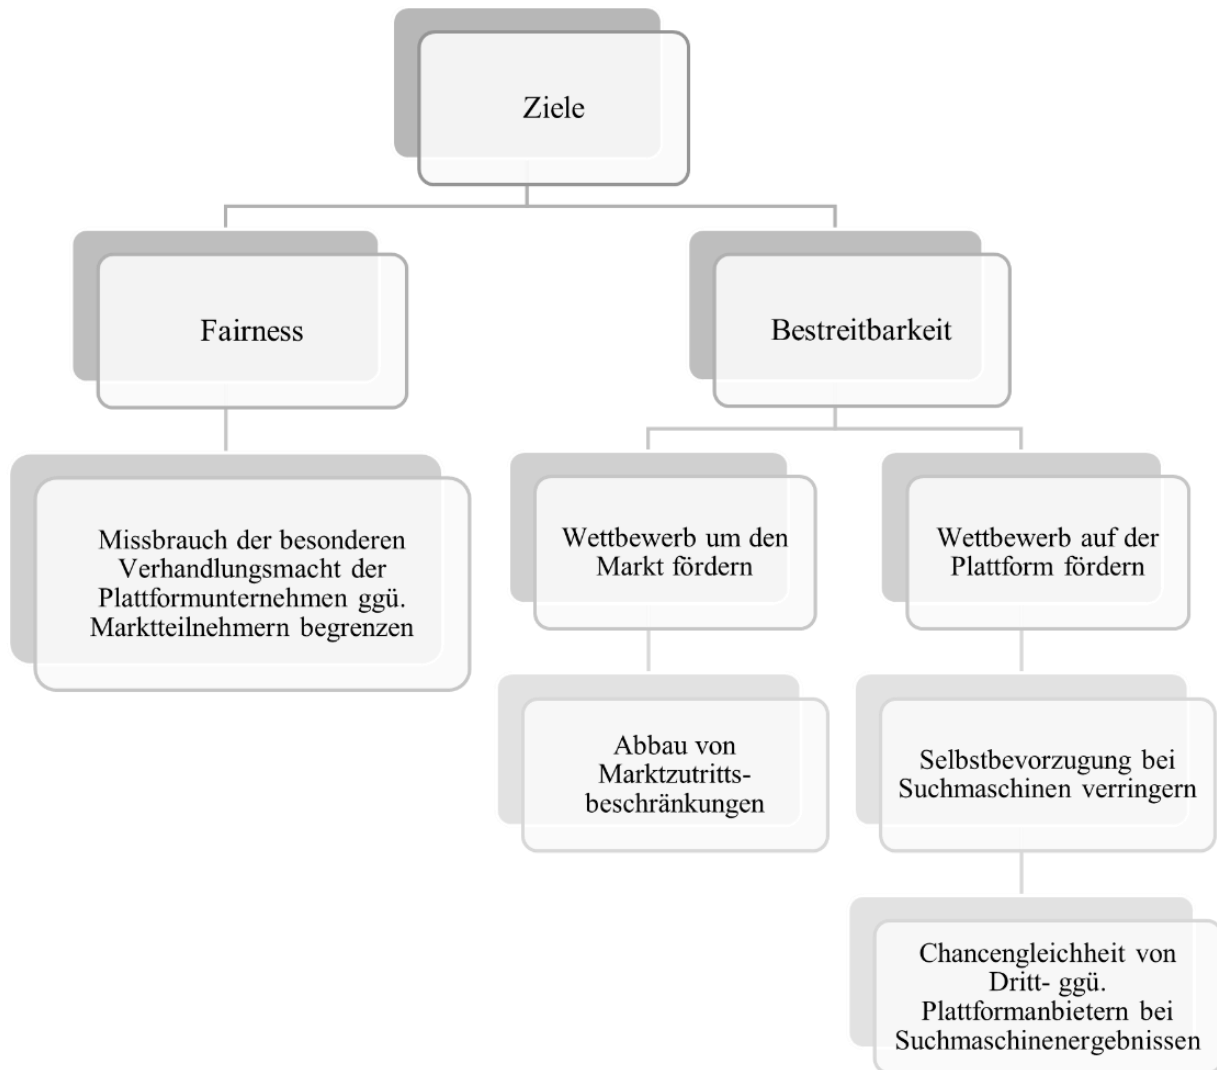 Ziele
Fairness
Bestreitbarkeit
Missbrauch der besonderen
Verhandlungsmacht der
Plattformunternehmen ggü.
Marktteilnehmern begrenzen
Wettbewerb um den
Markt fördern
Wettbewerb auf der
Plattform fördern
Abbau von
Marktzutritts-
beschränkungen
Selbstbevorzugung bei
Suchmaschinen verringern
Chancengleichheit von
Dritt- ggü.
Plattformanbietern bei
Suchmaschinenergebnissen